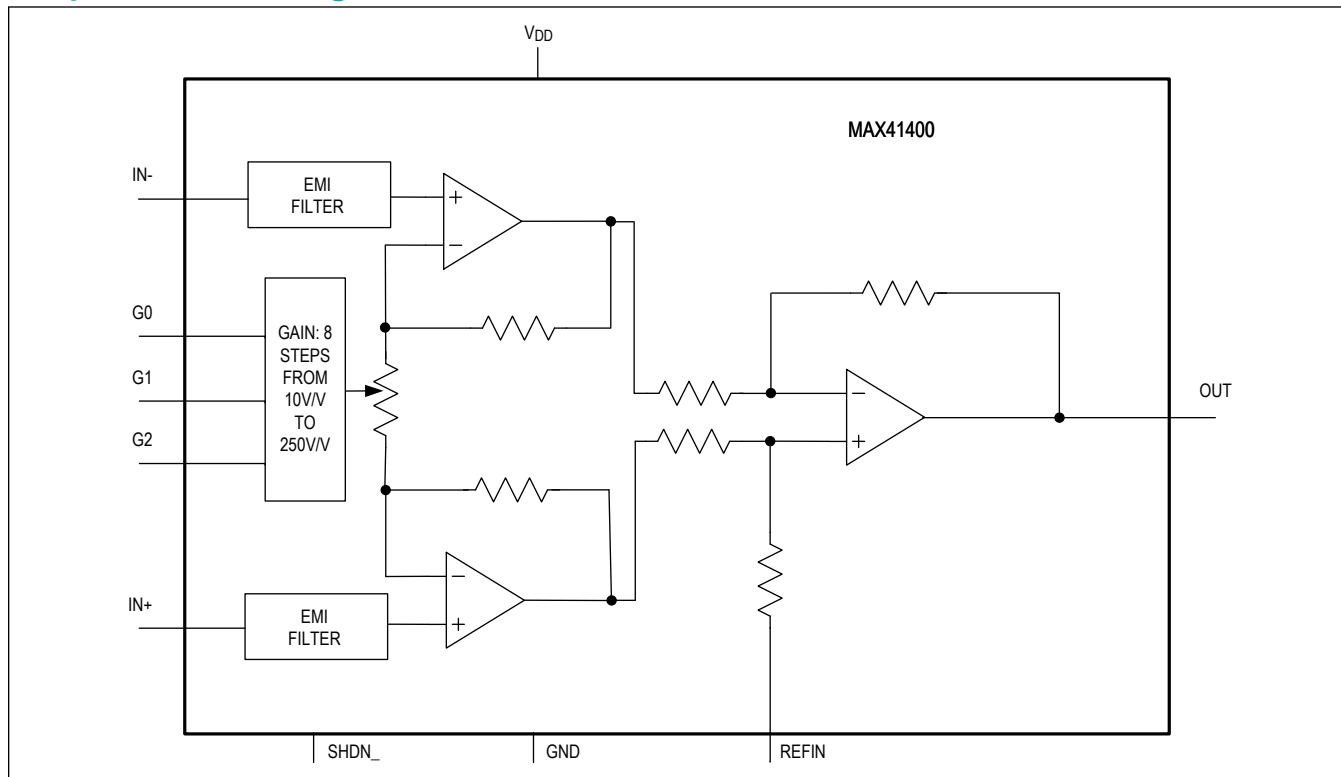 VDD
MAX41400
IN-
EMI
FILTER
+
−
G0
G1
G2
GAIN: 8
STEPS
FROM
10V/V
TO
250V/V
−
+
OUT
−
+
IN+
EMI
FILTER
SHDN_
GND
REFIN